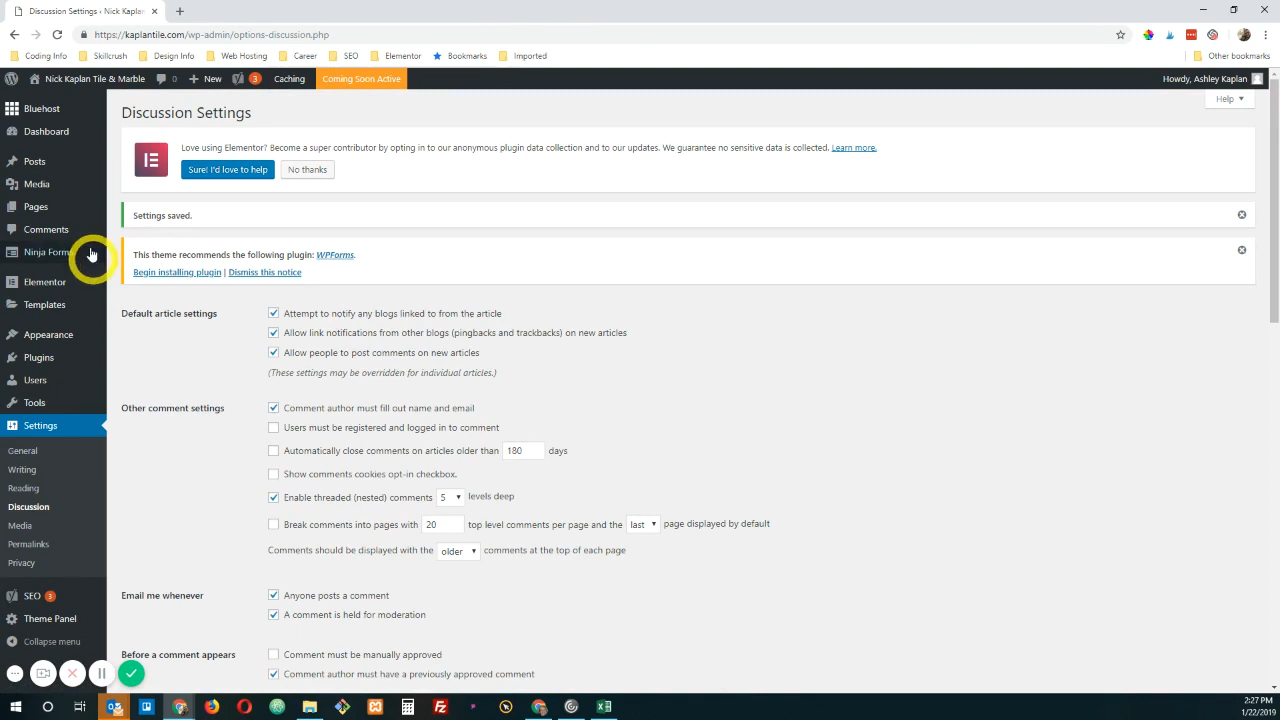 Discussion Settings ‹ Nick Kaplan
https://kaplantile.com/wp-admin/options-discussion.php
Coding Info
Skillcrush
Design Info
Web Hosting
Career
SEO
Elementor
Bookmarks
Imported
Other bookmarks
Nick Kaplan Tile & Marble
0
New
3
Caching
Coming Soon Active
Howdy, Ashley Kaplan
Bluehost
Dashboard
Posts
Media
Pages
Comments
Ninja Forms
Elementor
Templates
Appearance
Plugins
Users
Tools
Settings
General
Writing
Reading
Discussion
Media
Permalinks
Privacy
SEO 3
Theme Panel
Collapse menu
Help
Discussion Settings
Love using Elementor? Become a super contributor by opting in to our anonymous plugin data collection and to our updates. We guarantee no sensitive data is collected. Learn more.
Sure! I'd love to help
No thanks
Settings saved.
This theme recommends the following plugin: WPForms.
Begin installing plugin | Dismiss this notice
Default article settings
Attempt to notify any blogs linked to from the article
Allow link notifications from other blogs (pingbacks and trackbacks) on new articles
Allow people to post comments on new articles
(These settings may be overridden for individual articles.)
Other comment settings
Comment author must fill out name and email
Users must be registered and logged in to comment
Automatically close comments on articles older than 180 days
Show comments cookies opt-in checkbox.
Enable threaded (nested) comments 5 levels deep
Break comments into pages with 20 top level comments per page and the last page displayed by default
Comments should be displayed with the older comments at the top of each page
Email me whenever
Anyone posts a comment
A comment is held for moderation
Before a comment appears
Comment must be manually approved
Comment author must have a previously approved comment
2:27 PM
1/22/2019